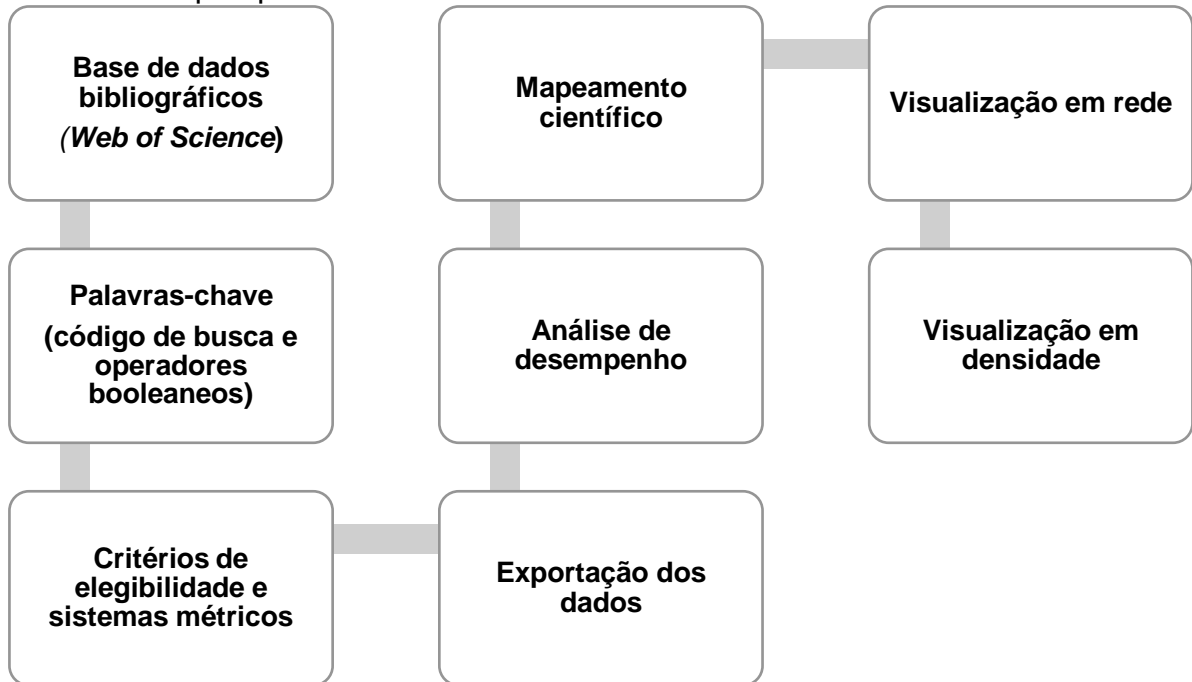 Base de dados
bibliográficos
(Web of Science)
Palavras-chave
(código de busca e
operadores
booleaneos)
Critérios de
elegibilidade e
sistemas métricos
Exportação dos
dados
Análise de
desempenho
Mapeamento
científico
Visualização em rede
Visualização em
densidade